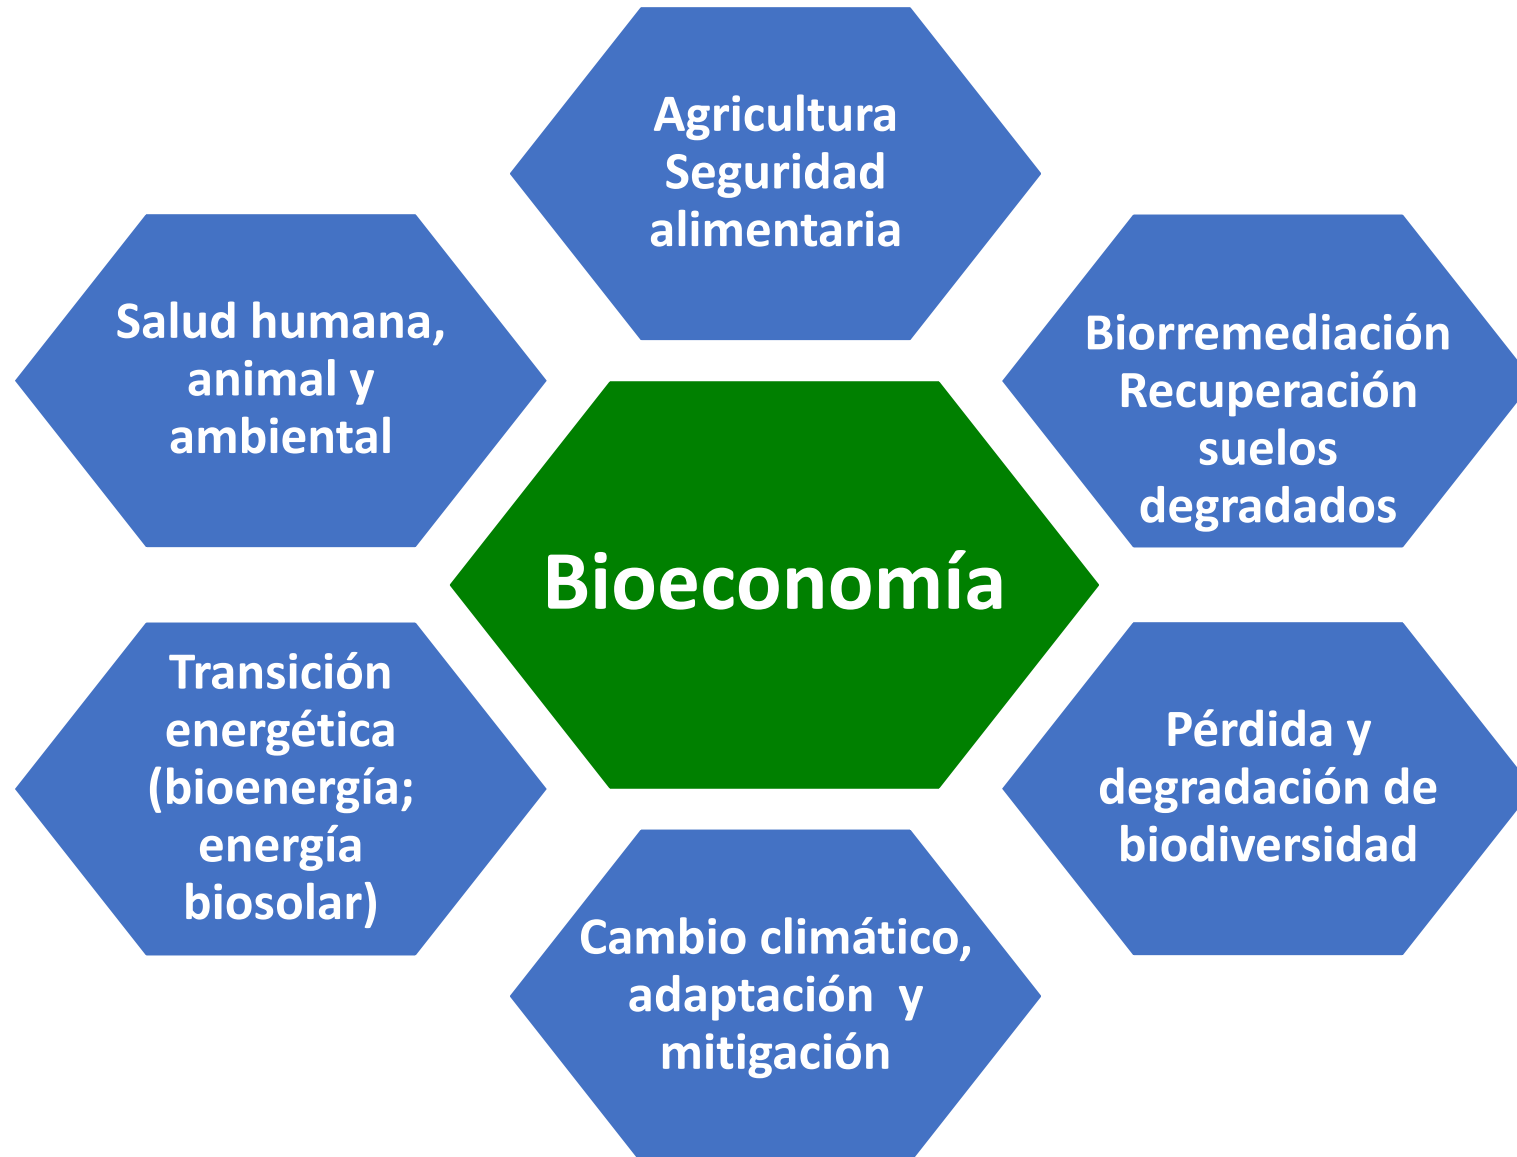 Agricultura
Seguridad
alimentaria
Salud humana,
animal y
ambiental
Biorremediación
Recuperación
suelos
degradados
Bioeconomía
Transición
energética
(bioenergía;
energía
biosolar)
Pérdida y
degradación de
biodiversidad
Cambio climático,
adaptación  y
mitigación